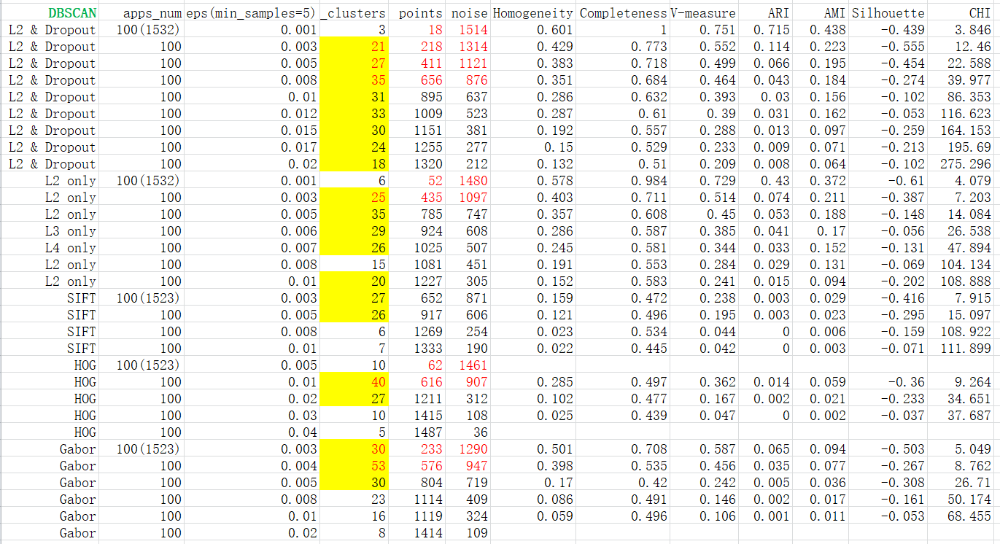 DBSCAN apps_num eps(min_samples=5) _clusters points noise Homogeneity Completeness V-measure ARI AMI Silhouette CHI
L2 & Dropout 100(1532) 0.001 3 18 1514 0.601 1 0.751 0.715 0.438 -0.439 3.846
L2 & Dropout 100 0.003 21 218 1314 0.429 0.773 0.552 0.114 0.223 -0.555 12.46
L2 & Dropout 100 0.005 27 411 1121 0.383 0.718 0.499 0.066 0.195 -0.454 22.588
L2 & Dropout 100 0.008 35 656 876 0.351 0.684 0.464 0.043 0.184 -0.274 39.977
L2 & Dropout 100 0.01 31 895 637 0.286 0.632 0.393 0.03 0.156 -0.102 86.353
L2 & Dropout 100 0.012 33 1009 523 0.287 0.61 0.39 0.031 0.162 -0.053 116.623
L2 & Dropout 100 0.015 30 1151 381 0.192 0.557 0.288 0.013 0.097 -0.259 164.153
L2 & Dropout 100 0.017 24 1255 277 0.15 0.529 0.233 0.009 0.071 -0.213 195.69
L2 & Dropout 100 0.02 18 1320 212 0.132 0.51 0.209 0.008 0.064 -0.102 275.296
L2 only 100(1532) 0.001 6 52 1480 0.578 0.984 0.729 0.43 0.372 -0.61 4.079
L2 only 100 0.003 25 435 1097 0.403 0.711 0.514 0.074 0.211 -0.387 7.203
L2 only 100 0.005 35 785 747 0.357 0.608 0.45 0.053 0.188 -0.148 14.084
L3 only 100 0.006 29 924 608 0.286 0.587 0.385 0.041 0.17 -0.056 26.538
L4 only 100 0.007 26 1025 507 0.245 0.581 0.344 0.033 0.152 -0.131 47.894
L2 only 100 0.008 15 1081 451 0.191 0.553 0.284 0.029 0.131 -0.069 104.134
L2 only 100 0.01 20 1227 305 0.152 0.583 0.241 0.015 0.094 -0.202 108.888
SIFT 100(1523) 0.003 27 652 871 0.159 0.472 0.238 0.003 0.029 -0.416 7.915
SIFT 100 0.005 26 917 606 0.121 0.496 0.195 0.003 0.023 -0.295 15.097
SIFT 100 0.008 6 1269 254 0.023 0.534 0.044 0 0.006 -0.159 108.922
SIFT 100 0.01 7 1333 190 0.022 0.445 0.042 0 0.003 -0.071 111.899
HOG 100(1523) 0.005 10 62 1461
HOG 100 0.01 40 616 907 0.285 0.497 0.362 0.014 0.059 -0.36 9.264
HOG 100 0.02 27 1211 312 0.102 0.477 0.167 0.002 0.021 -0.233 34.651
HOG 100 0.03 10 1415 108 0.025 0.439 0.047 0 0.002 -0.037 37.687
HOG 100 0.04 5 1487 36
Gabor 100(1523) 0.003 30 233 1290 0.501 0.708 0.587 0.065 0.094 -0.503 5.049
Gabor 100 0.004 53 576 947 0.398 0.535 0.456 0.035 0.077 -0.267 8.762
Gabor 100 0.005 30 804 719 0.17 0.42 0.242 0.005 0.036 -0.308 26.71
Gabor 100 0.008 23 1114 409 0.086 0.491 0.146 0.002 0.017 -0.161 50.174
Gabor 100 0.01 16 1119 324 0.059 0.496 0.106 0.001 0.011 -0.053 68.455
Gabor 100 0.02 8 1414 109